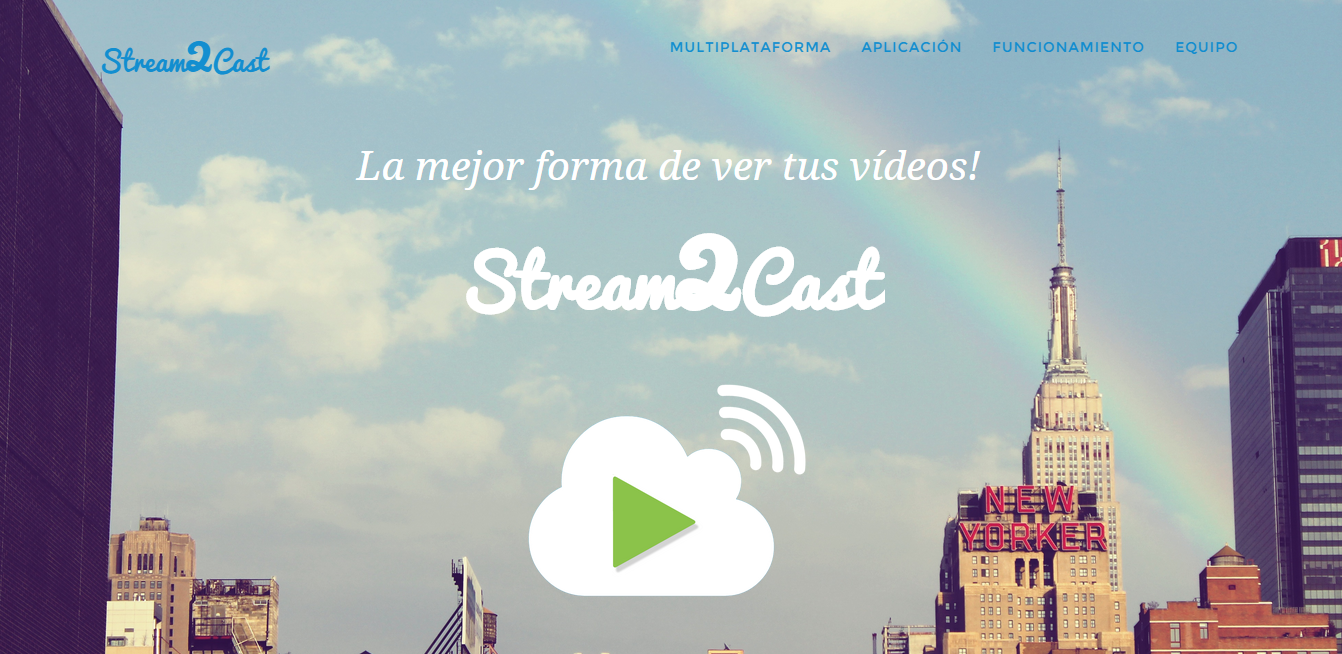 Stream2Cast
MULTIPLATAFORMA APLICACIÓN FUNCIONAMIENTO EQUIPO
La mejor forma de ver tus vídeos!
Stream2Cast
NEW
YORKER